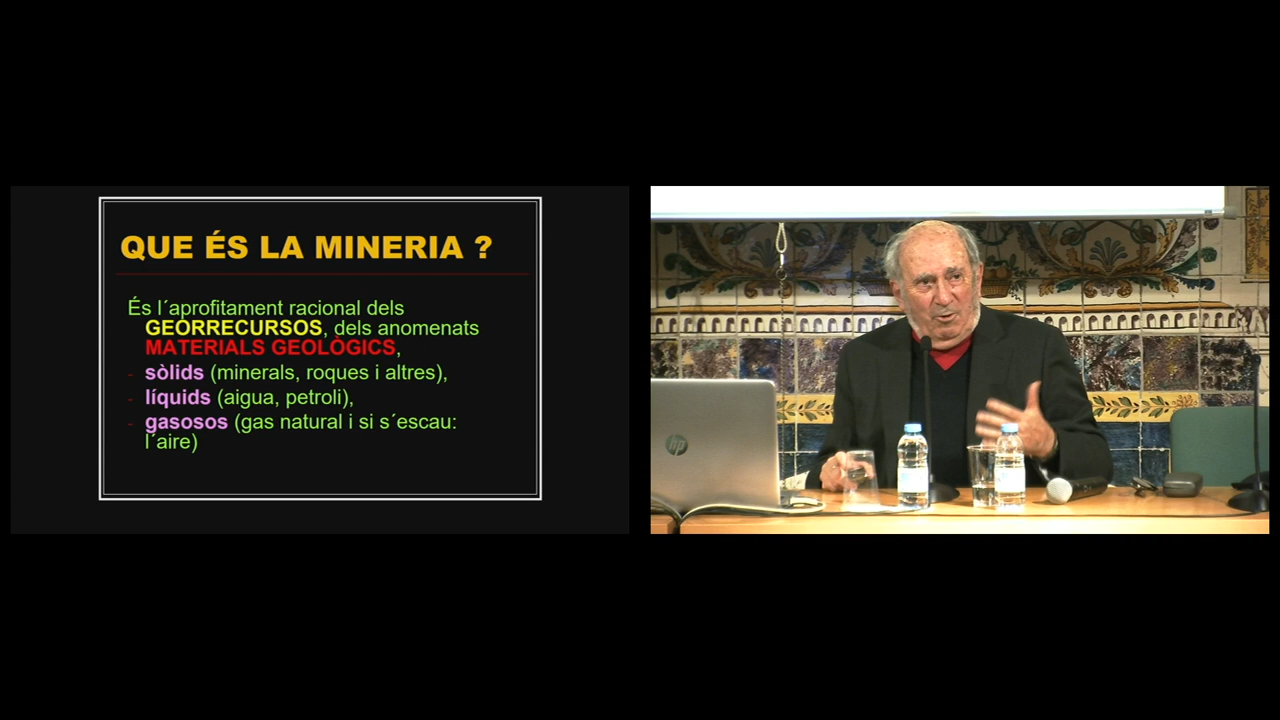 QUE ÉS LA MINERIA ?
És l´aprofitament racional dels
GEORRECURSOS, dels anomenats
MATERIALS GEOLÒGICS,
- sòlids (minerals, roques i altres),
- líquids (aigua, petroli),
- gasosos (gas natural i si s´escau:
l´aire)
hp